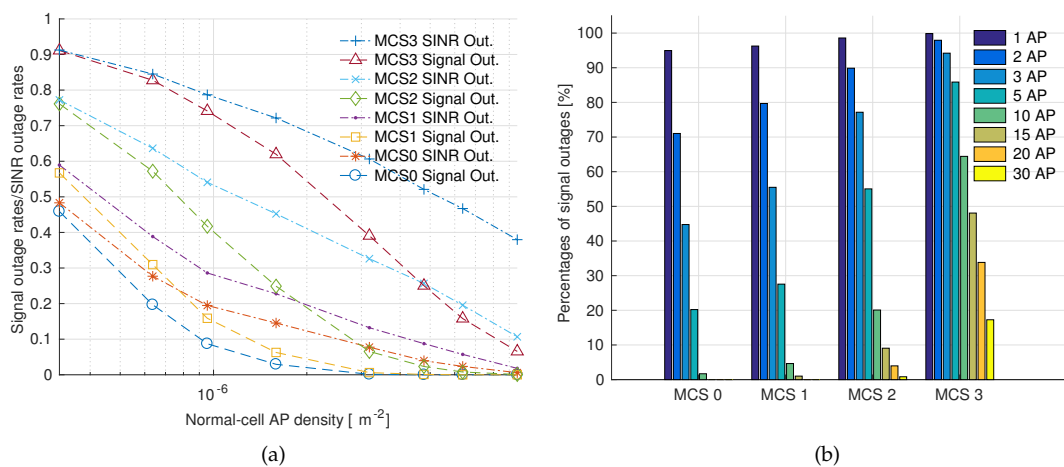 Signal outage rates/SINR outage rates
1
0.9
0.8
0.7
0.6
0.5
0.4
0.3
0.2
0.1
0
MCS3 SINR Out.
MCS3 Signal Out.
MCS2 SINR Out.
MCS2 Signal Out.
MCS1 SINR Out.
MCS1 Signal Out.
MCS0 SINR Out.
MCS0 Signal Out.
10⁻⁶
Normal-cell AP density [ m⁻²]
(a)
Percentages of signal outages [%]
100
90
80
70
60
50
40
30
20
10
0
1 AP
2 AP
3 AP
5 AP
10 AP
15 AP
20 AP
30 AP
MCS 0 MCS 1 MCS 2 MCS 3
(b)